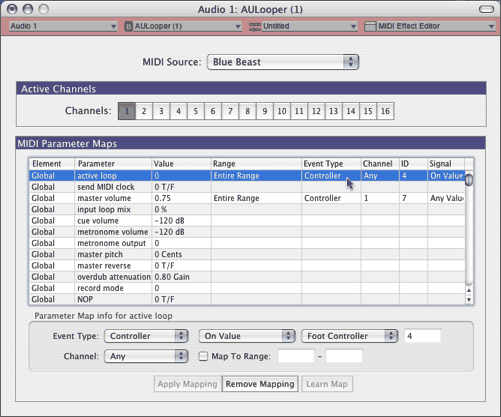 Audio 1: AULooper (1)
Audio 1 B AULooper (1) Untitled MIDI Effect Editor
MIDI Source: Blue Beast
Active Channels
Channels: 1 2 3 4 5 6 7 8 9 10 11 12 13 14 15 16
MIDI Parameter Maps
Element Parameter Value Range Event Type Channel ID Signal
Global active loop 0 Entire Range Controller Any 4 On Value
Global send MIDI clock 0 T/F
Global master volume 0.75 Entire Range Controller 1 7 Any Value
Global input loop mix 0 %
Global cue volume -120 dB
Global metronome volume -120 dB
Global metronome output 0
Global master pitch 0 Cents
Global master reverse 0 T/F
Global overdub attenuation 0.80 Gain
Global record mode 0
Global NOP 0 T/F
Parameter Map info for active loop
Event Type: Controller On Value Foot Controller 4
Channel: Any Map To Range: -
Apply Mapping Remove Mapping Learn Map